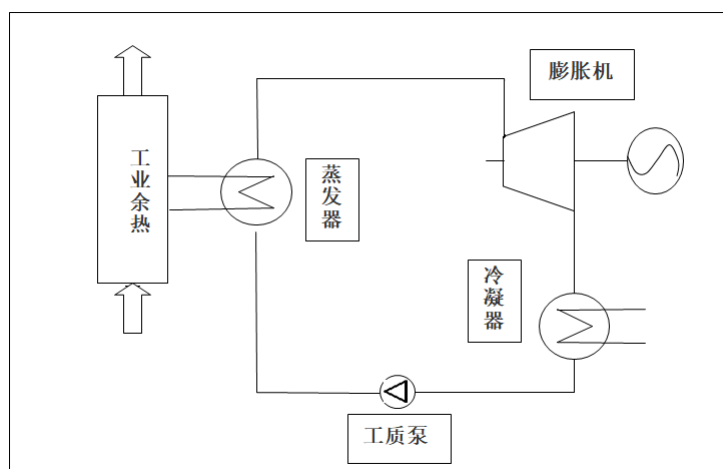 膨胀机
工业余热
蒸发器
冷凝器
工质泵